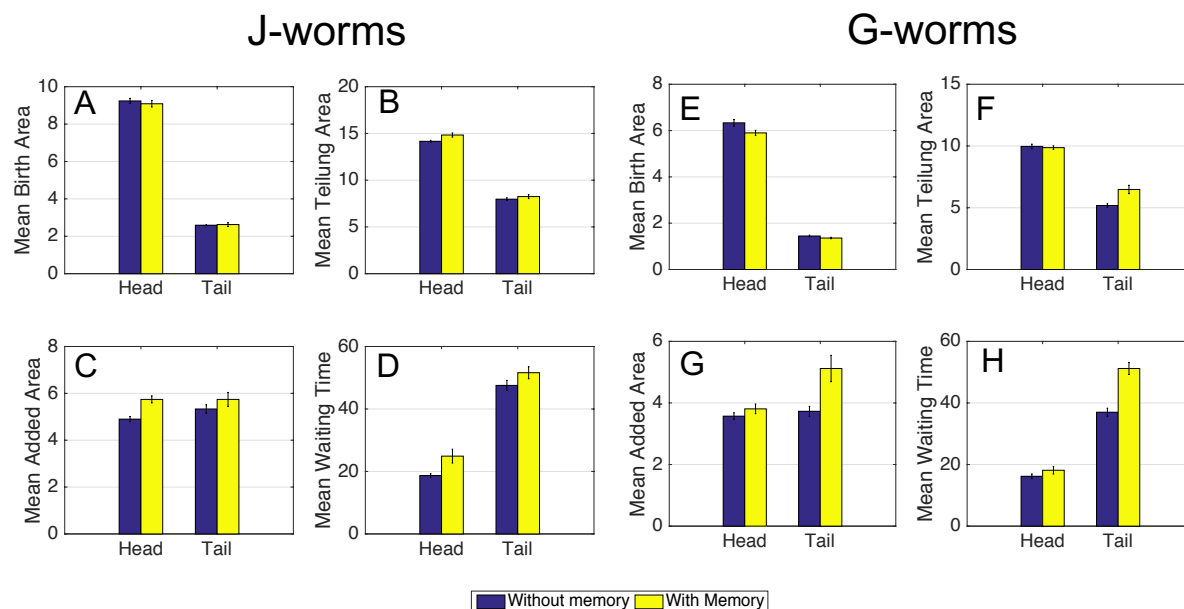 J-worms
G-worms
A
Mean Birth Area
10
8
6
4
2
0
Head Tail
B
Mean Teilung Area
20
15
10
5
0
Head Tail
E
Mean Birth Area
8
6
4
2
0
Head Tail
F
Mean Teilung Area
15
10
5
0
Head Tail
C
Mean Added Area
8
6
4
2
0
Head Tail
D
Mean Waiting Time
60
40
20
0
Head Tail
G
Mean Added Area
6
4
2
0
Head Tail
H
Mean Waiting Time
60
40
20
0
Head Tail
Without memory With Memory